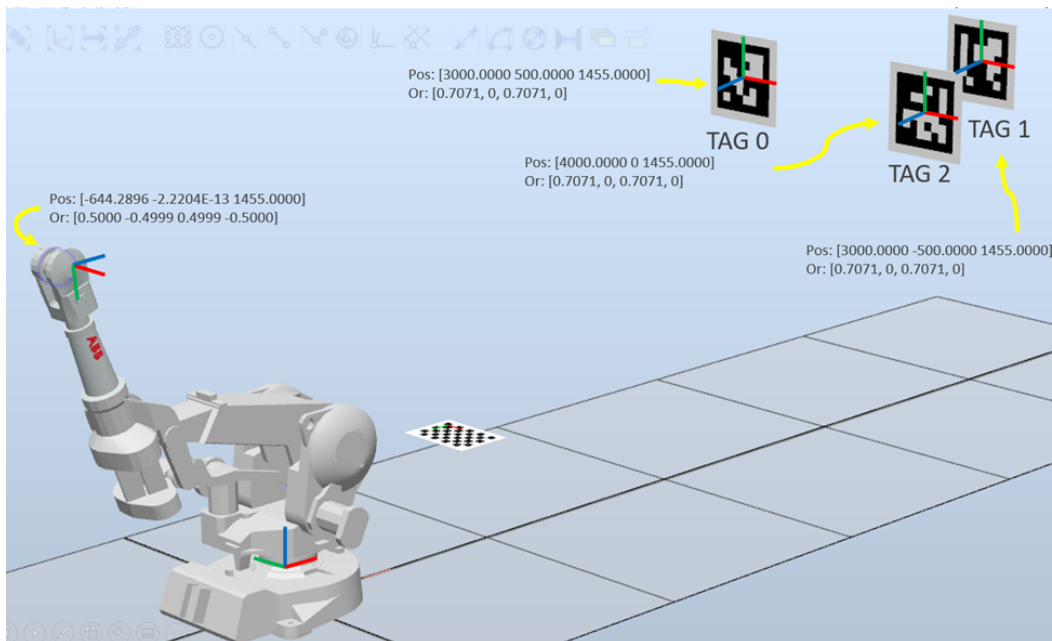 Pos: [3000.0000 500.0000 1455.0000]
Or: [0.7071, 0, 0.7071, 0]
TAG 0
TAG 1
Pos: [4000.0000 0 1455.0000]
Or: [0.7071, 0, 0.7071, 0]
TAG 2
Pos: [-644.2896 -2.2204E-13 1455.0000]
Or: [0.5000 -0.4999 0.4999 -0.5000]
Pos: [3000.0000 -500.0000 1455.0000]
Or: [0.7071, 0, 0.7071, 0]
ABB